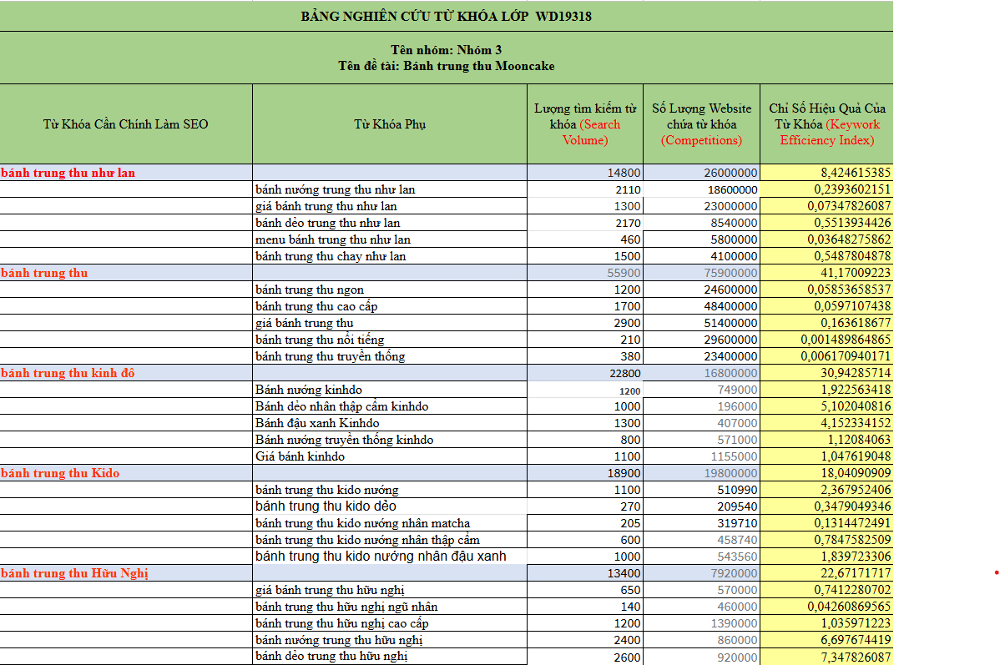 BẢNG NGHIÊN CỨU TỪ KHÓA LỚP WD19318
Tên nhóm: Nhóm 3
Tên đề tài: Bánh trung thu Mooncake
Từ Khóa Cần Chính Làm SEO
Từ Khóa Phụ
Lượng tìm kiếm từ
khóa (Search
Volume)
Số Lượng Website
chứa từ khóa
(Competitions)
Chỉ Số Hiệu Quả Của
Từ Khóa (Keywork
Efficiency Index)
bánh trung thu như lan 14800 26000000 8,424615385
bánh nướng trung thu như lan 2110 18600000 0,2393602151
giá bánh trung thu như lan 1300 23000000 0,07347826087
bánh dẻo trung thu như lan 2170 8540000 0,5513934426
menu bánh trung thu như lan 460 5800000 0,03648275862
bánh trung thu chay như lan 1500 4100000 0,5487804878
bánh trung thu 55900 75900000 41,17009223
bánh trung thu ngon 1200 24600000 0,05853658537
bánh trung thu cao cấp 1700 48400000 0,0597107438
giá bánh trung thu 2900 51400000 0,163618677
bánh trung thu nổi tiếng 210 29600000 0,001489864865
bánh trung thu truyền thống 380 23400000 0,006170940171
bánh trung thu kinh đô 22800 16800000 30,94285714
Bánh nướng kinhdo 1200 749000 1,922563418
Bánh dẻo nhân thập cẩm kinhdo 1000 196000 5,102040816
Bánh đậu xanh Kinhdo 1300 407000 4,152334152
Bánh nướng truyền thống kinhdo 800 571000 1,12084063
Giá bánh kinhdo 1100 1155000 1,047619048
bánh trung thu Kido 18900 19800000 18,04090909
bánh trung thu kido nướng 1100 510990 2,367952406
bánh trung thu kido dẻo 270 209540 0,3479049346
bánh trung thu kido nướng nhân matcha 205 319710 0,1314472491
bánh trung thu kido nướng nhân thập cẩm 600 458740 0,7847582509
bánh trung thu kido nướng nhân đậu xanh 1000 543560 1,839723306
bánh trung thu Hữu Nghị 13400 7920000 22,67171717
giá bánh trung thu hữu nghị 650 570000 0,7412280702
bánh trung thu hữu nghị ngũ nhân 140 460000 0,04260869565
bánh trung thu hữu nghị cao cấp 1200 1390000 1,035971223
bánh nướng trung thu hữu nghị 2400 860000 6,697674419
bánh dẻo trung thu hữu nghị 2600 920000 7,347826087